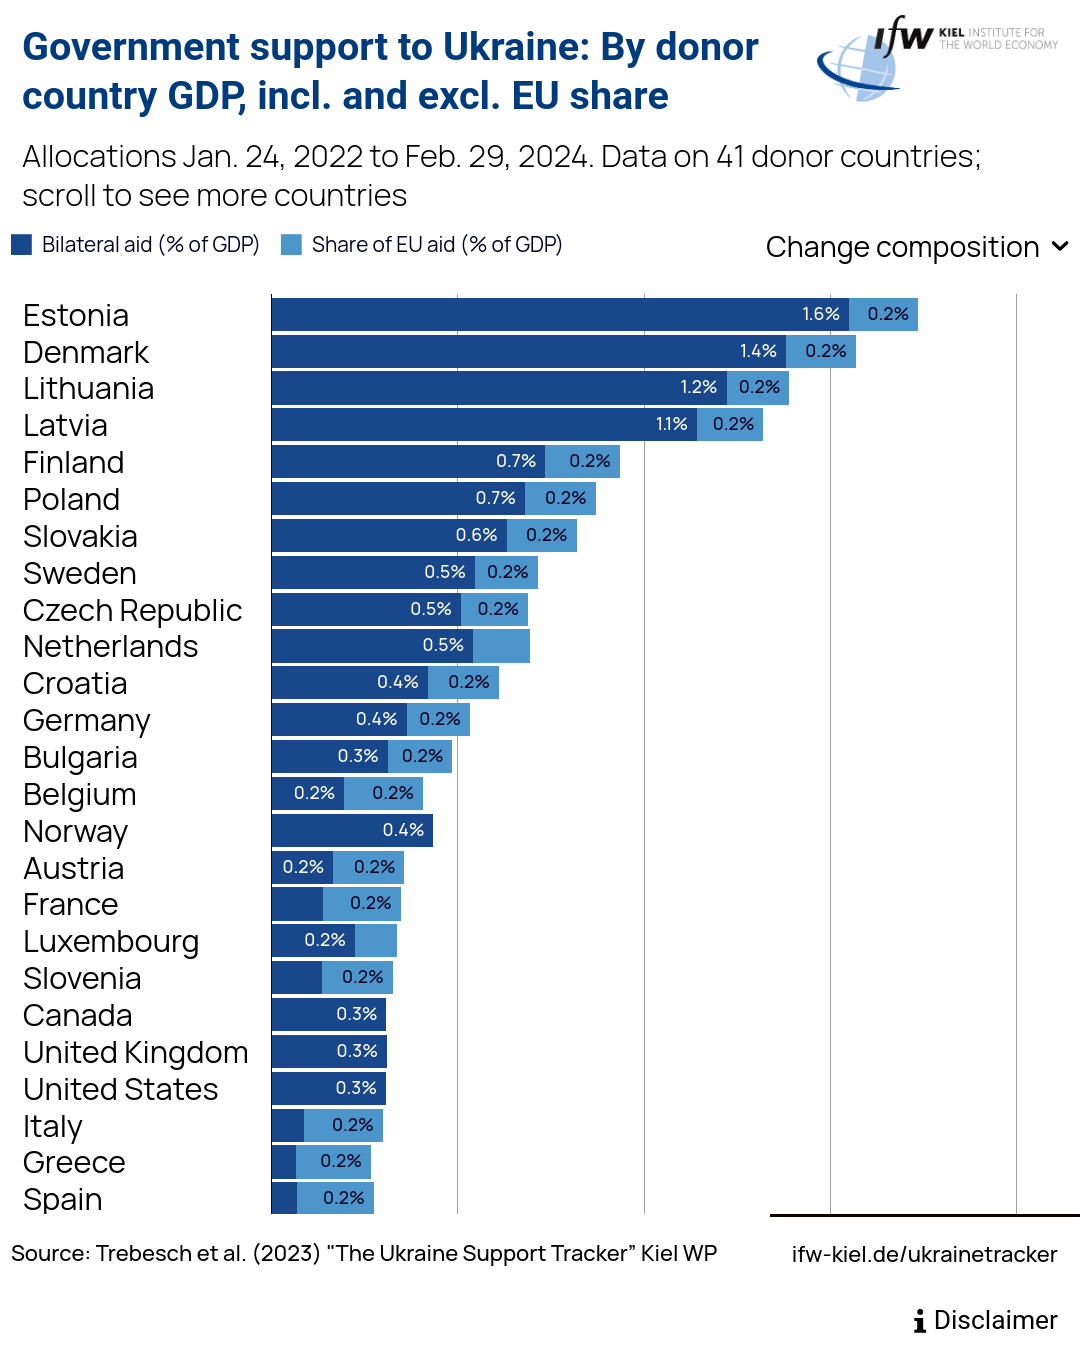 Government support to Ukraine: By donor
country GDP, incl. and excl. EU share
ifw KIEL INSTITUTE FOR
THE WORLD ECONOMY
Allocations Jan. 24, 2022 to Feb. 29, 2024. Data on 41 donor countries;
scroll to see more countries
Bilateral aid (% of GDP) Share of EU aid (% of GDP)
Change composition
Estonia 1.6% 0.2%
Denmark 1.4% 0.2%
Lithuania 1.2% 0.2%
Latvia 1.1% 0.2%
Finland 0.7% 0.2%
Poland 0.7% 0.2%
Slovakia 0.6% 0.2%
Sweden 0.5% 0.2%
Czech Republic 0.5% 0.2%
Netherlands 0.5%
Croatia 0.4% 0.2%
Germany 0.4% 0.2%
Bulgaria 0.3% 0.2%
Belgium 0.2% 0.2%
Norway 0.4%
Austria 0.2% 0.2%
France 0.2%
Luxembourg 0.2%
Slovenia 0.2%
Canada 0.3%
United Kingdom 0.3%
United States 0.3%
Italy 0.2%
Greece 0.2%
Spain 0.2%
Source: Trebesch et al. (2023) "The Ukraine Support Tracker” Kiel WP
ifw-kiel.de/ukrainetracker
Disclaimer